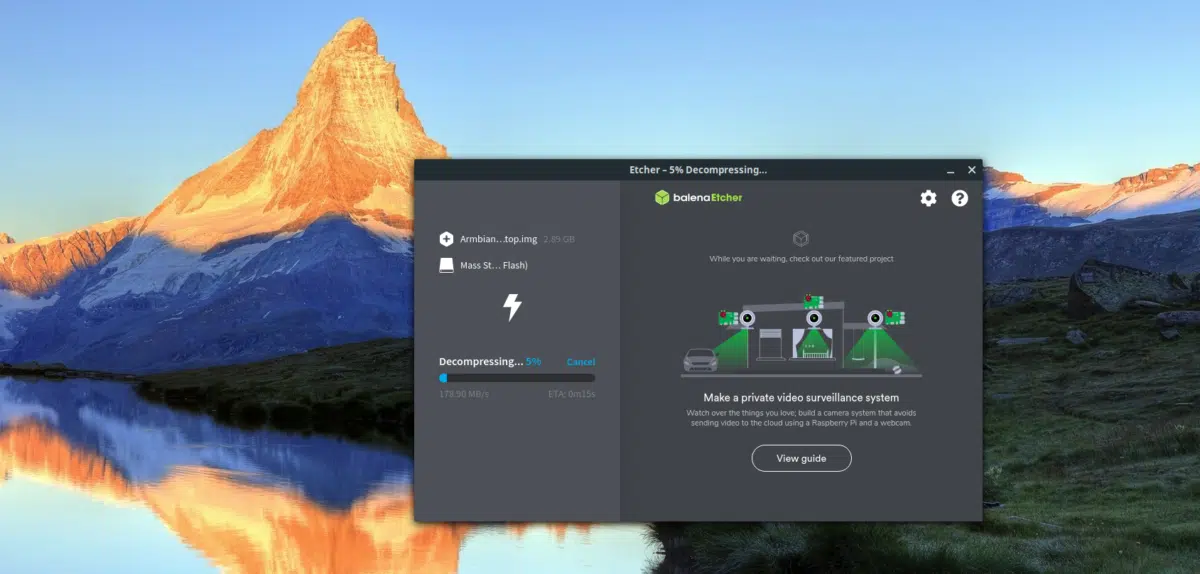 Etcher – 5% Decompressing...
balenaEtcher
Armbian...top.img 2.89 GB
Mass St... Flash)
While you are waiting, check out our featured project
Decompressing... 5% Cancel
178.90 MB/s ETA: 0m15s
Make a private video surveillance system
Watch over the things you love; build a camera system that avoids
sending video to the cloud using a Raspberry Pi and a webcam.
View guide